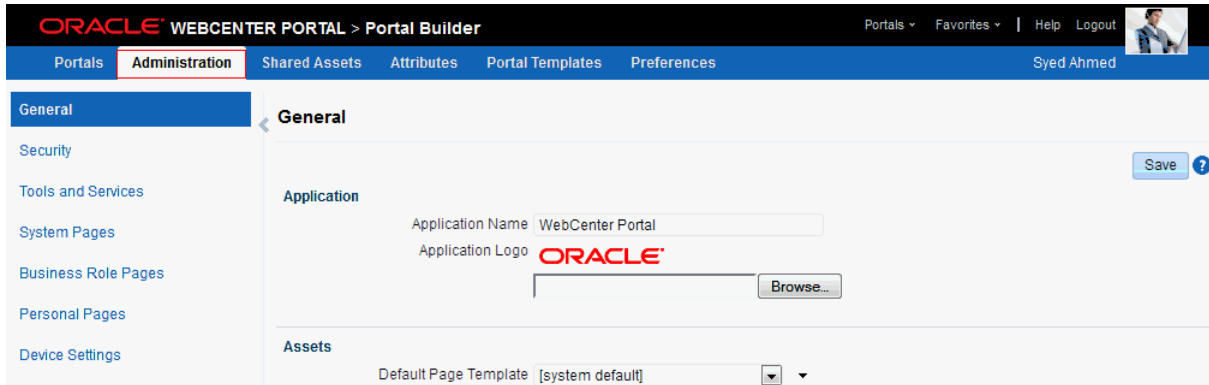 ORACLE WEBCENTER PORTAL > Portal Builder
Portals Favorites | Help Logout
Portals Administration Shared Assets Attributes Portal Templates Preferences Syed Ahmed
General
Security
Tools and Services
System Pages
Business Role Pages
Personal Pages
Device Settings
General
Save ?
Application
Application Name WebCenter Portal
Application Logo ORACLE
Browse...
Assets
Default Page Template [system default]